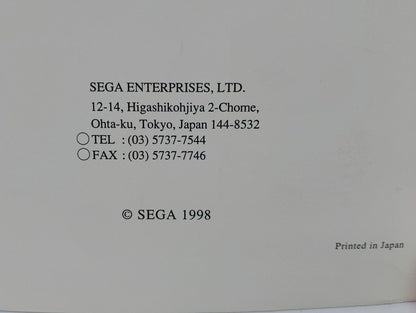 SEGA ENTERPRISES, LTD.
12-14, Higashikohjiya 2-Chome,
Ohta-ku, Tokyo, Japan 144-8532
○TEL : (03) 5737-7544
○FAX : (03) 5737-7746
© SEGA 1998
Printed in Japan